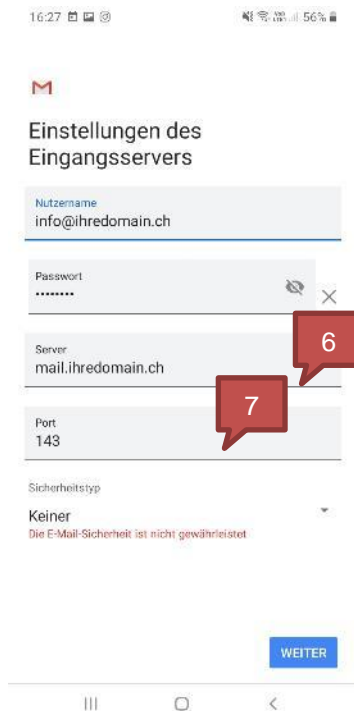 16:27 56%
Einstellungen des
Eingangsservers
Nutzername
info@ihredomain.ch
Passwort
••••••••
Server
mail.ihredomain.ch
6
7
Port
143
Sicherheitstyp
Keiner
Die E-Mail-Sicherheit ist nicht gewährleistet
WEITER